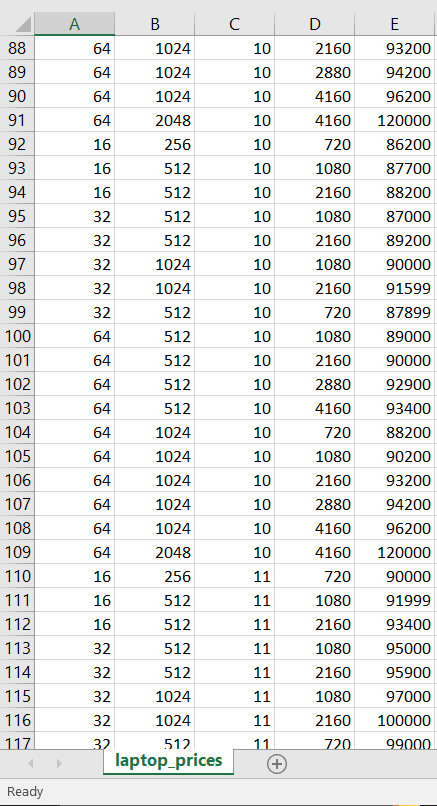 A B C D E
88 64 1024 10 2160 93200
89 64 1024 10 2880 94200
90 64 1024 10 4160 96200
91 64 2048 10 4160 120000
92 16 256 10 720 86200
93 16 512 10 1080 87700
94 16 512 10 2160 88200
95 32 512 10 1080 87000
96 32 512 10 2160 89200
97 32 1024 10 1080 90000
98 32 1024 10 2160 91599
99 32 512 10 720 87899
100 64 512 10 1080 89000
101 64 512 10 2160 90000
102 64 512 10 2880 92900
103 64 512 10 4160 93400
104 64 1024 10 720 88200
105 64 1024 10 1080 90200
106 64 1024 10 2160 93200
107 64 1024 10 2880 94200
108 64 1024 10 4160 96200
109 64 2048 10 4160 120000
110 16 256 11 720 90000
111 16 512 11 1080 91999
112 16 512 11 2160 93400
113 32 512 11 1080 95000
114 32 512 11 2160 95900
115 32 1024 11 1080 97000
116 32 1024 11 2160 100000
117 32 512 11 720 99000
laptop_prices
Ready